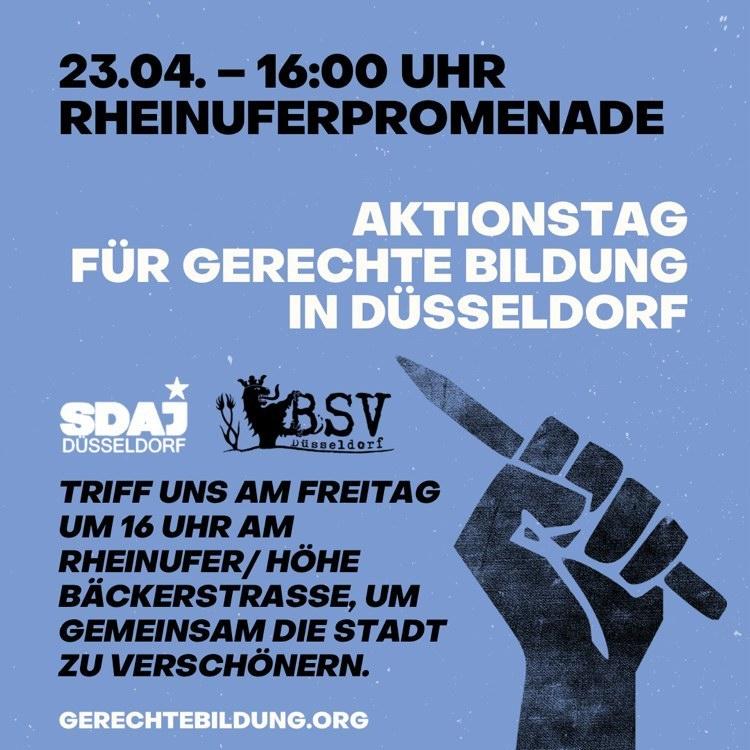 23.04. – 16:00 UHR
RHEINUFERPROMENADE
AKTIONSTAG
FÜR GERECHTE BILDUNG
IN DÜSSELDORF
SDAJ
DÜSSELDORF
BSV
Düsseldorf
TRIFF UNS AM FREITAG
UM 16 UHR AM
RHEINUFER/ HÖHE
BÄCKERSTRASSE, UM
GEMEINSAM DIE STADT
ZU VERSCHÖNERN.
GERECHTEBILDUNG.ORG